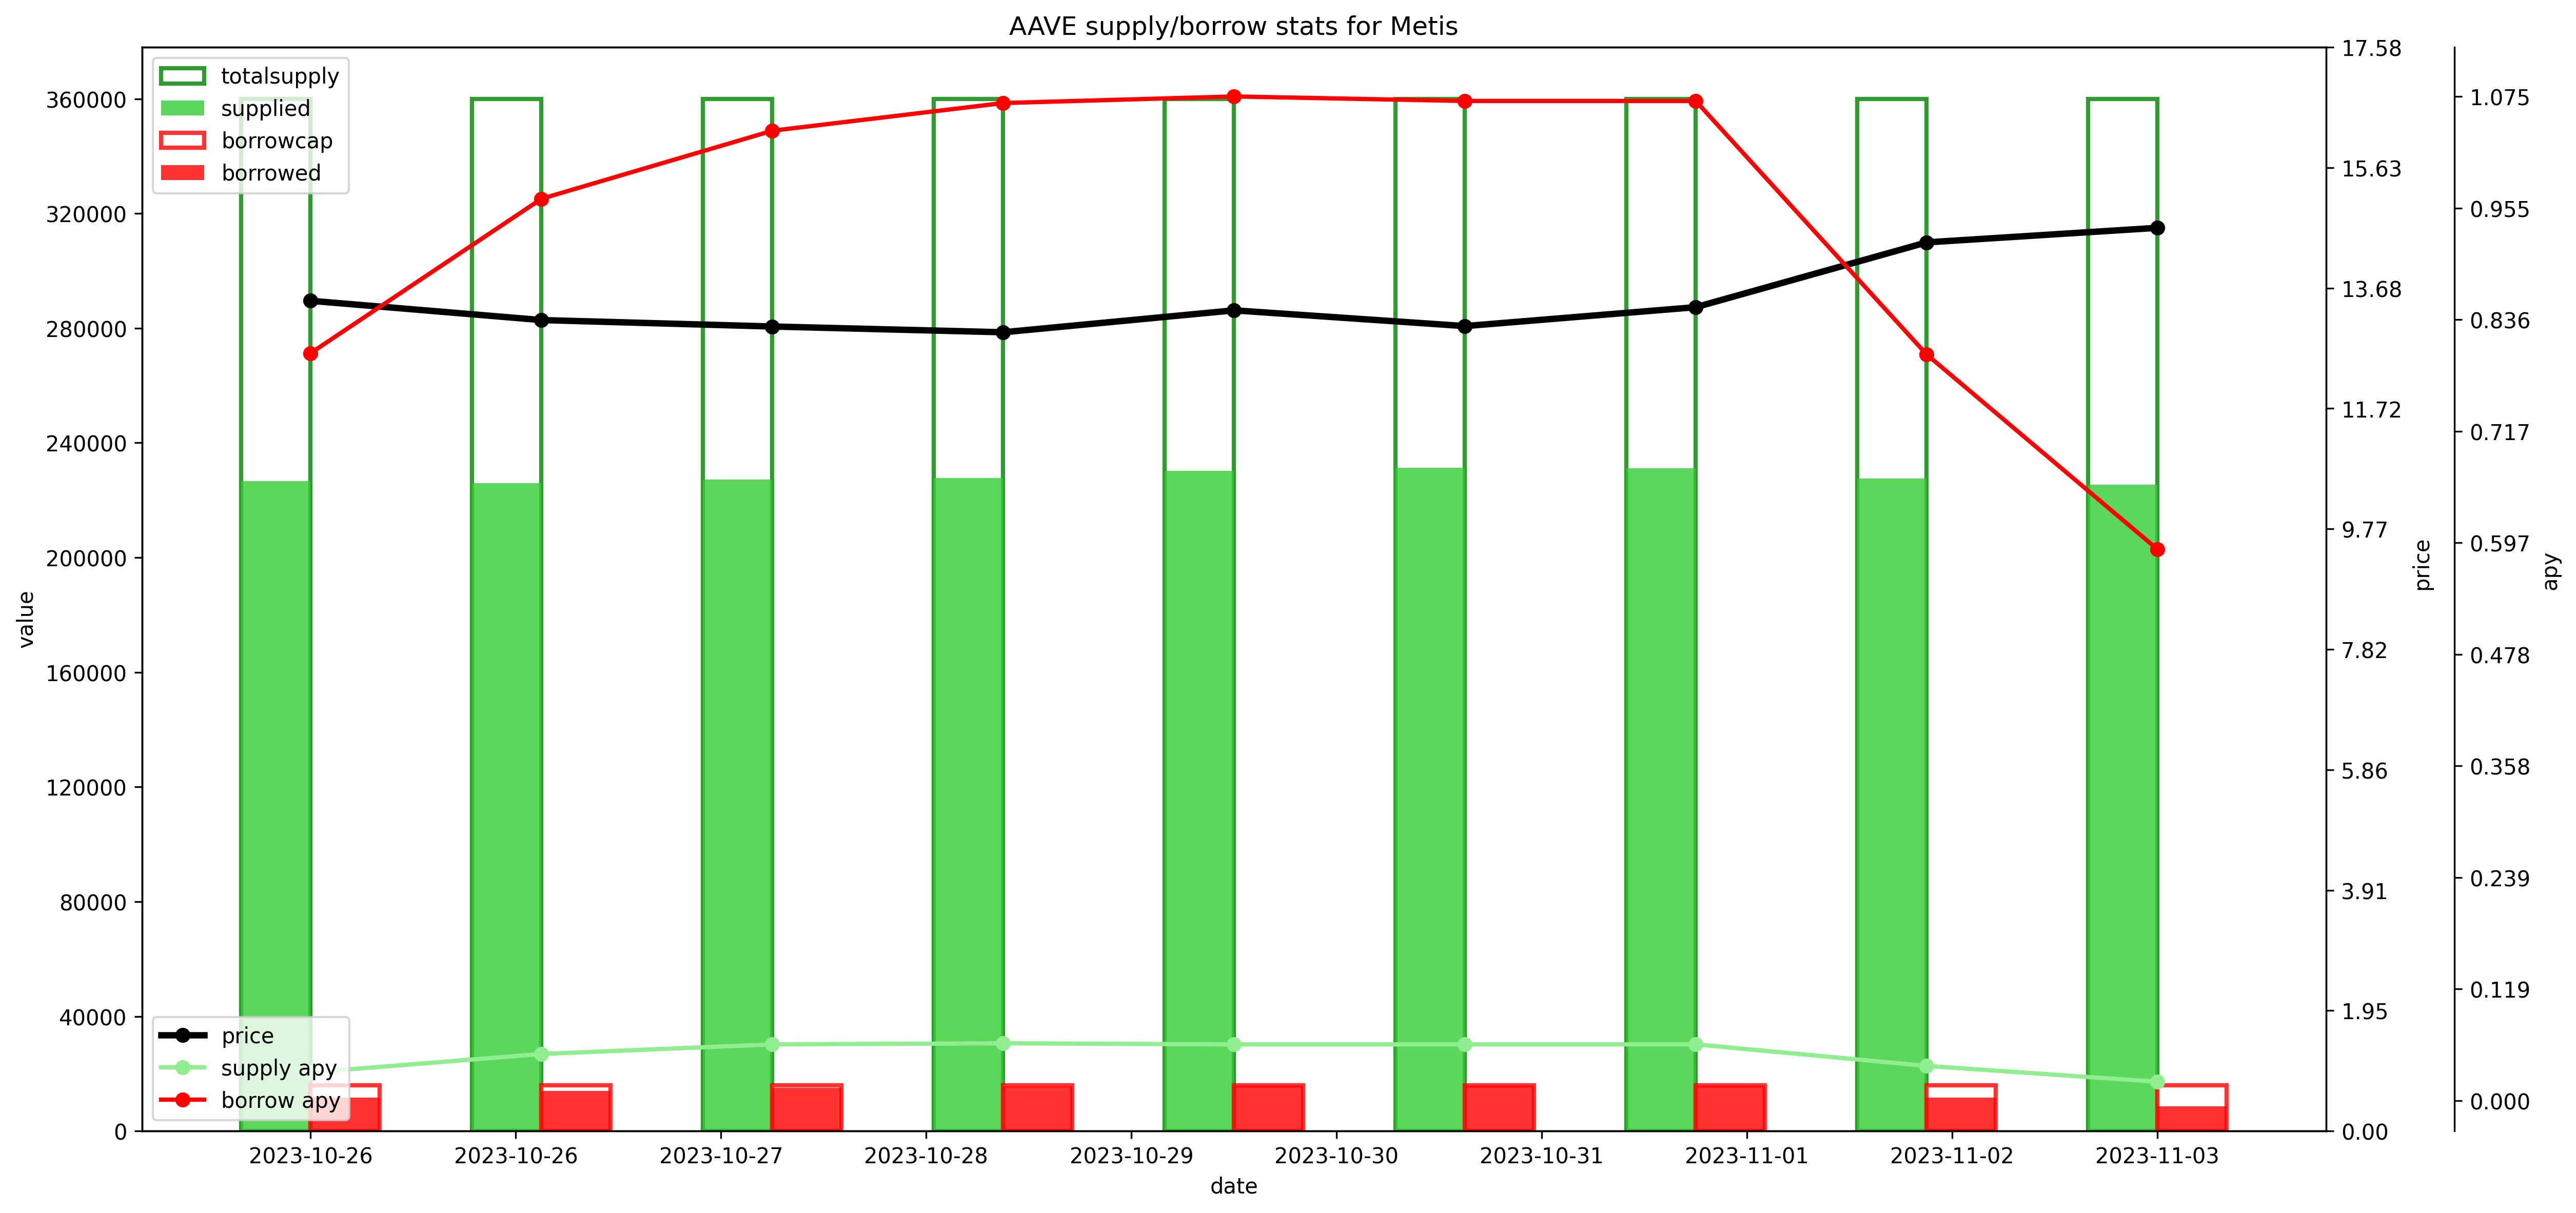 AAVE supply/borrow stats for Metis
totalsupply
supplied
borrowcap
borrowed
price
supply apy
borrow apy
value
360000
320000
280000
240000
200000
160000
120000
80000
40000
0
17.58
15.63
13.68
11.72
9.77
7.82
5.86
3.91
1.95
0.00
price
1.075
0.955
0.836
0.717
0.597
0.478
0.358
0.239
0.119
0.000
apy
2023-10-26 2023-10-26 2023-10-27 2023-10-28 2023-10-29 2023-10-30 2023-10-31 2023-11-01 2023-11-02 2023-11-03
date